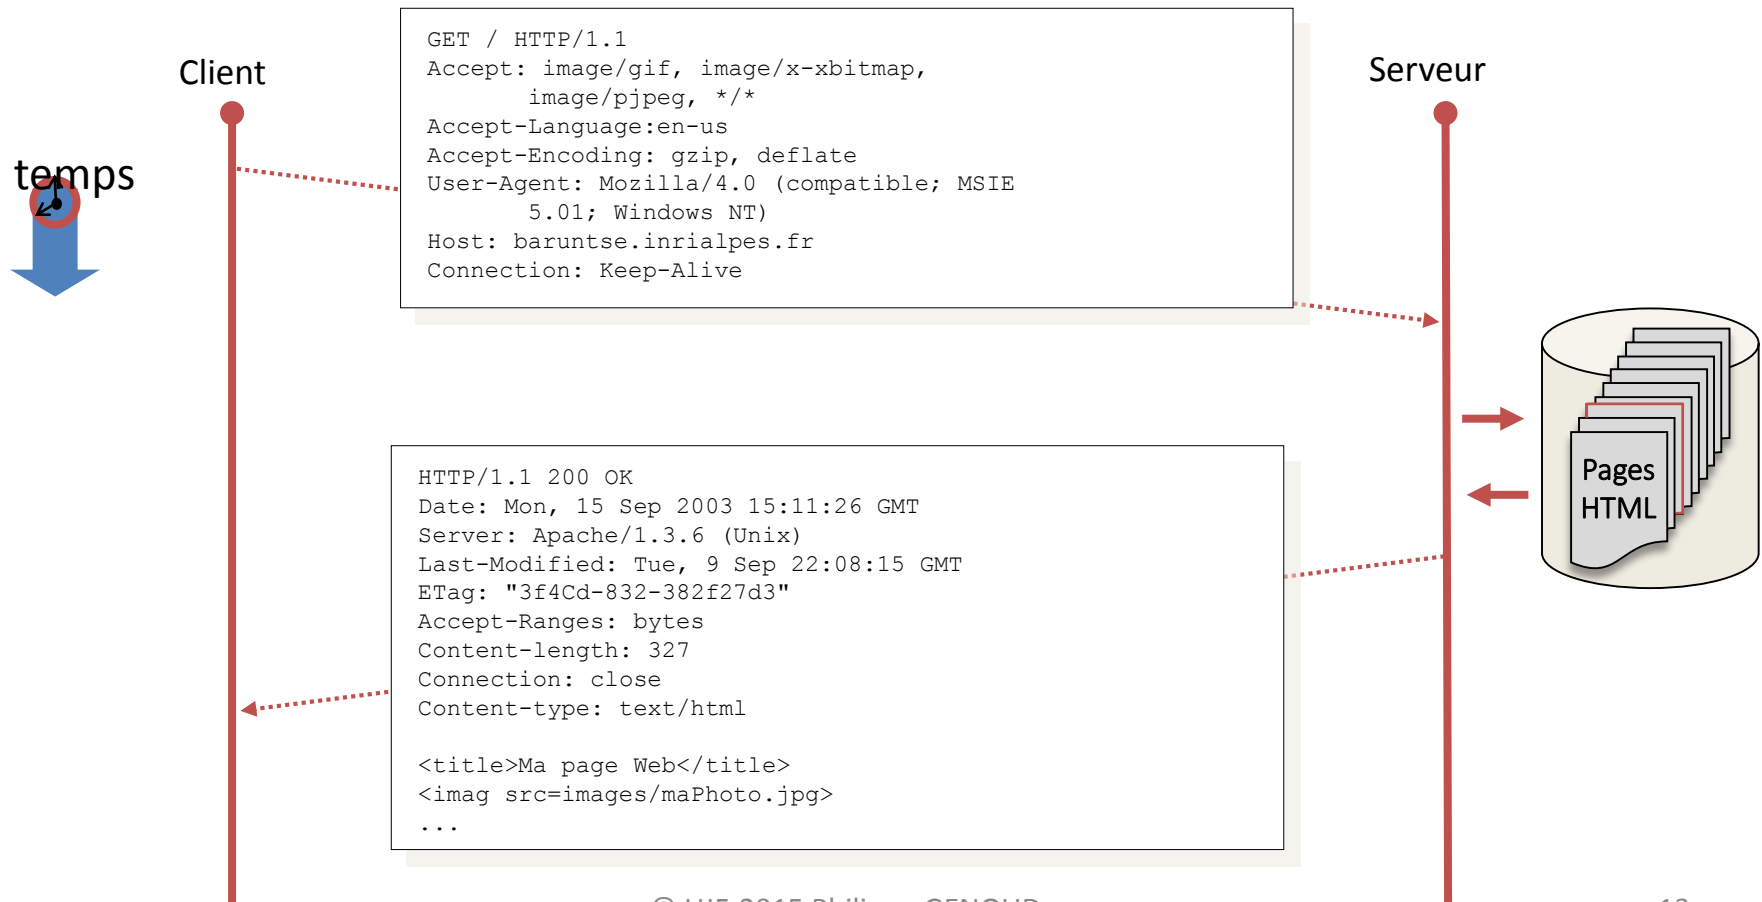 Client
Serveur
temps
GET / HTTP/1.1
Accept: image/gif, image/x-xbitmap,
image/pjpeg, */*
Accept-Language:en-us
Accept-Encoding: gzip, deflate
User-Agent: Mozilla/4.0 (compatible; MSIE
5.01; Windows NT)
Host: baruntse.inrialpes.fr
Connection: Keep-Alive
Pages
HTML
HTTP/1.1 200 OK
Date: Mon, 15 Sep 2003 15:11:26 GMT
Server: Apache/1.3.6 (Unix)
Last-Modified: Tue, 9 Sep 22:08:15 GMT
ETag: "3f4Cd-832-382f27d3"
Accept-Ranges: bytes
Content-length: 327
Connection: close
Content-type: text/html
<title>Ma page Web</title>
<imag src=images/maPhoto.jpg>
...